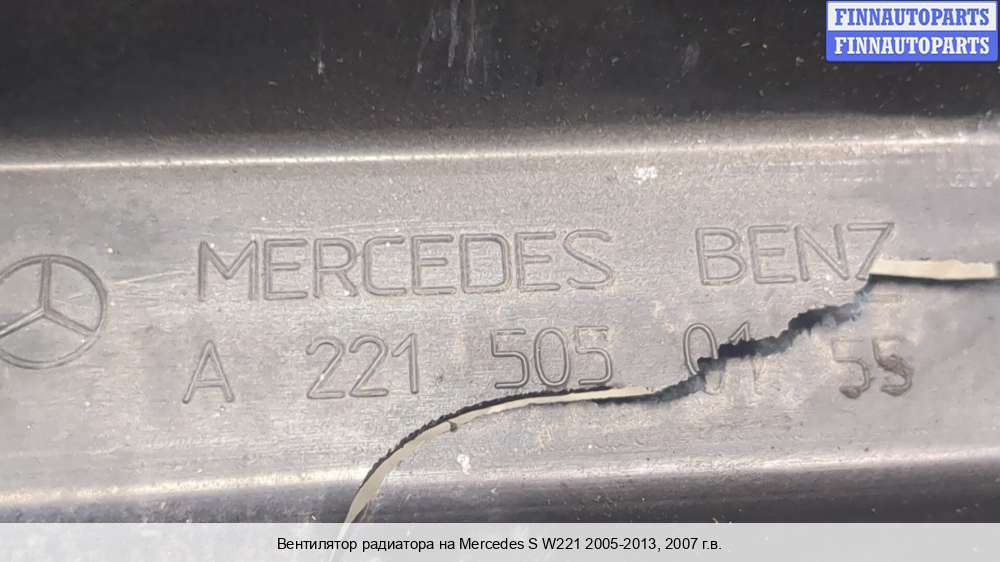 FINNAUTOPARTS
FINNAUTOPARTS
MERCEDES BENZ
A 221 505 01 55
Вентилятор радиатора на Mercedes S W221 2005-2013, 2007 г.в.